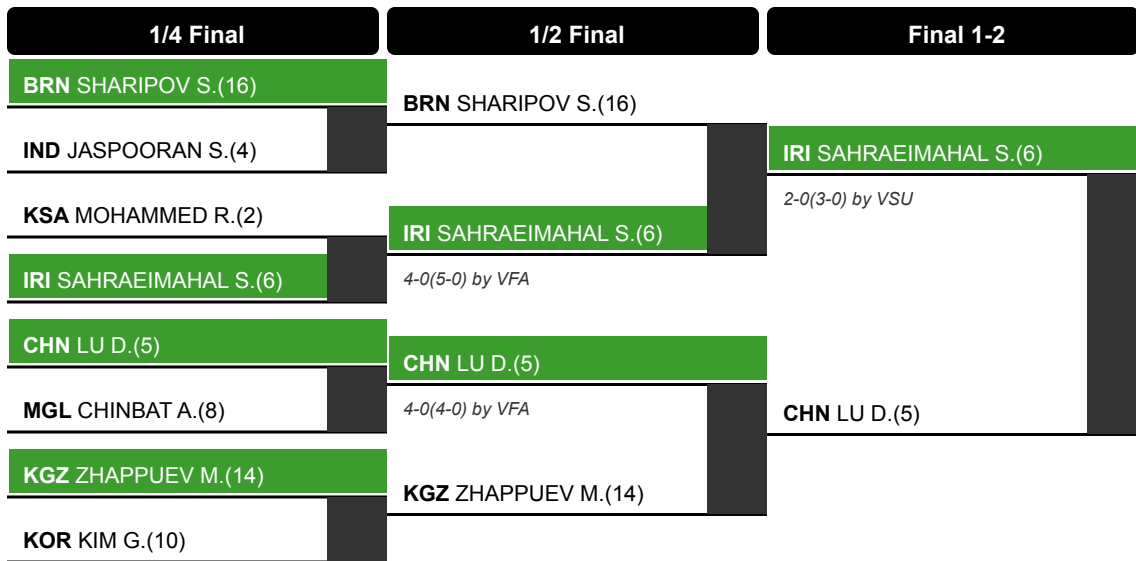 1/4 Final
BRN SHARIPOV S.(16)
IND JASPOORAN S.(4)
KSA MOHAMMED R.(2)
IRI SAHRAEIMAHAL S.(6)
CHN LU D.(5)
MGL CHINBAT A.(8)
KGZ ZHAPPUEV M.(14)
KOR KIM G.(10)
1/2 Final
BRN SHARIPOV S.(16)
IRI SAHRAEIMAHAL S.(6)
4-0(5-0) by VFA
CHN LU D.(5)
4-0(4-0) by VFA
KGZ ZHAPPUEV M.(14)
Final 1-2
IRI SAHRAEIMAHAL S.(6)
2-0(3-0) by VSU
CHN LU D.(5)